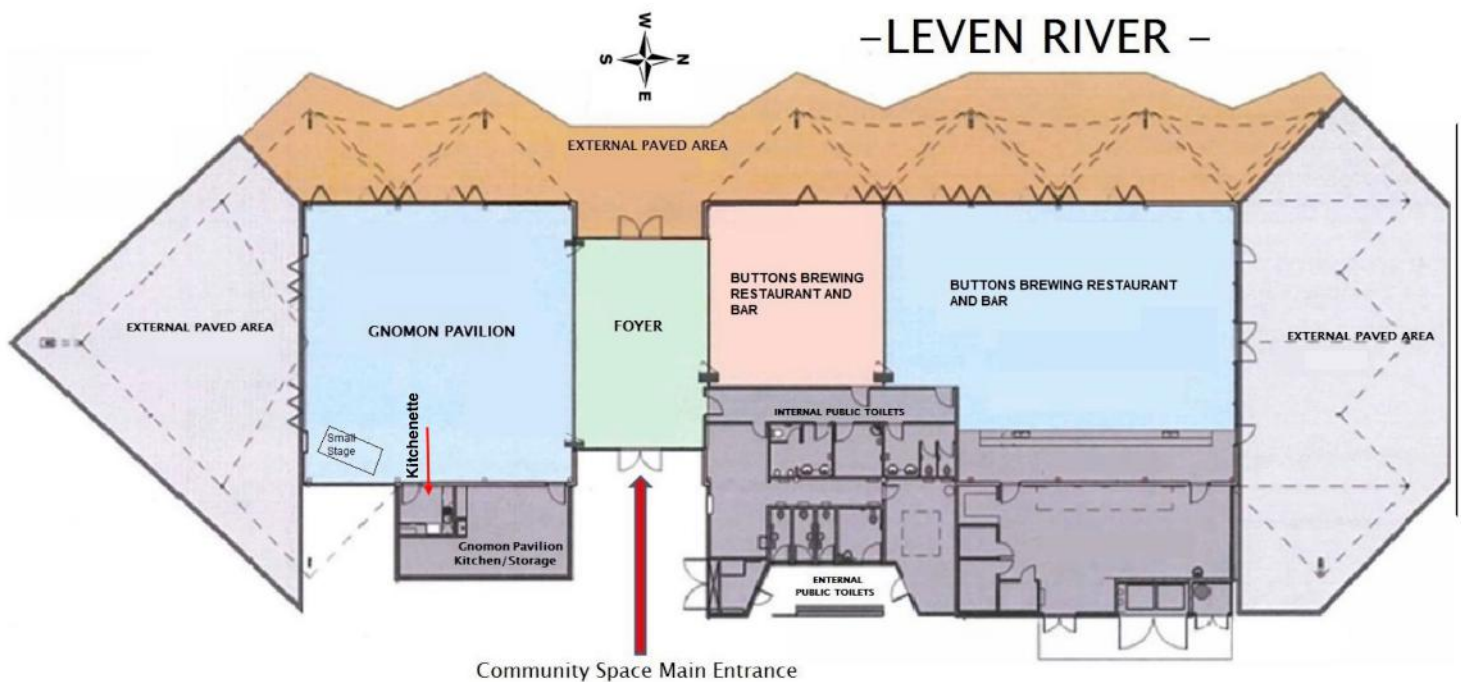 –LEVEN RIVER –
W
S
N
E
EXTERNAL PAVED AREA
EXTERNAL PAVED AREA
GNOMON PAVILION
FOYER
BUTTONS BREWING
RESTAURANT AND
BAR
BUTTONS BREWING RESTAURANT
AND BAR
EXTERNAL PAVED AREA
Kitchenette
Small
Stage
INTERNAL PUBLIC TOILETS
Gnomon Pavilion
Kitchen/Storage
ENTERNAL
PUBLIC TOILETS
Community Space Main Entrance